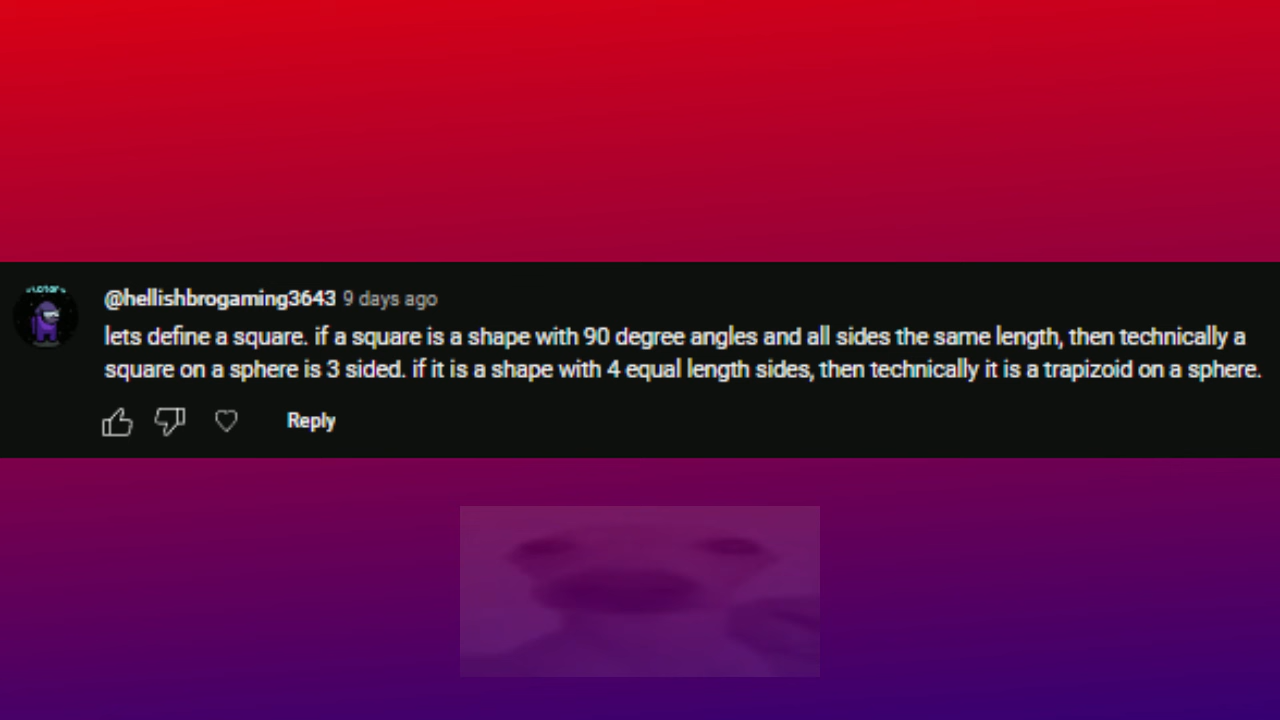 @hellishbrogaming3643 9 days ago
lets define a square. if a square is a shape with 90 degree angles and all sides the same length, then technically a
square on a sphere is 3 sided. if it is a shape with 4 equal length sides, then technically it is a trapizoid on a sphere.
Reply